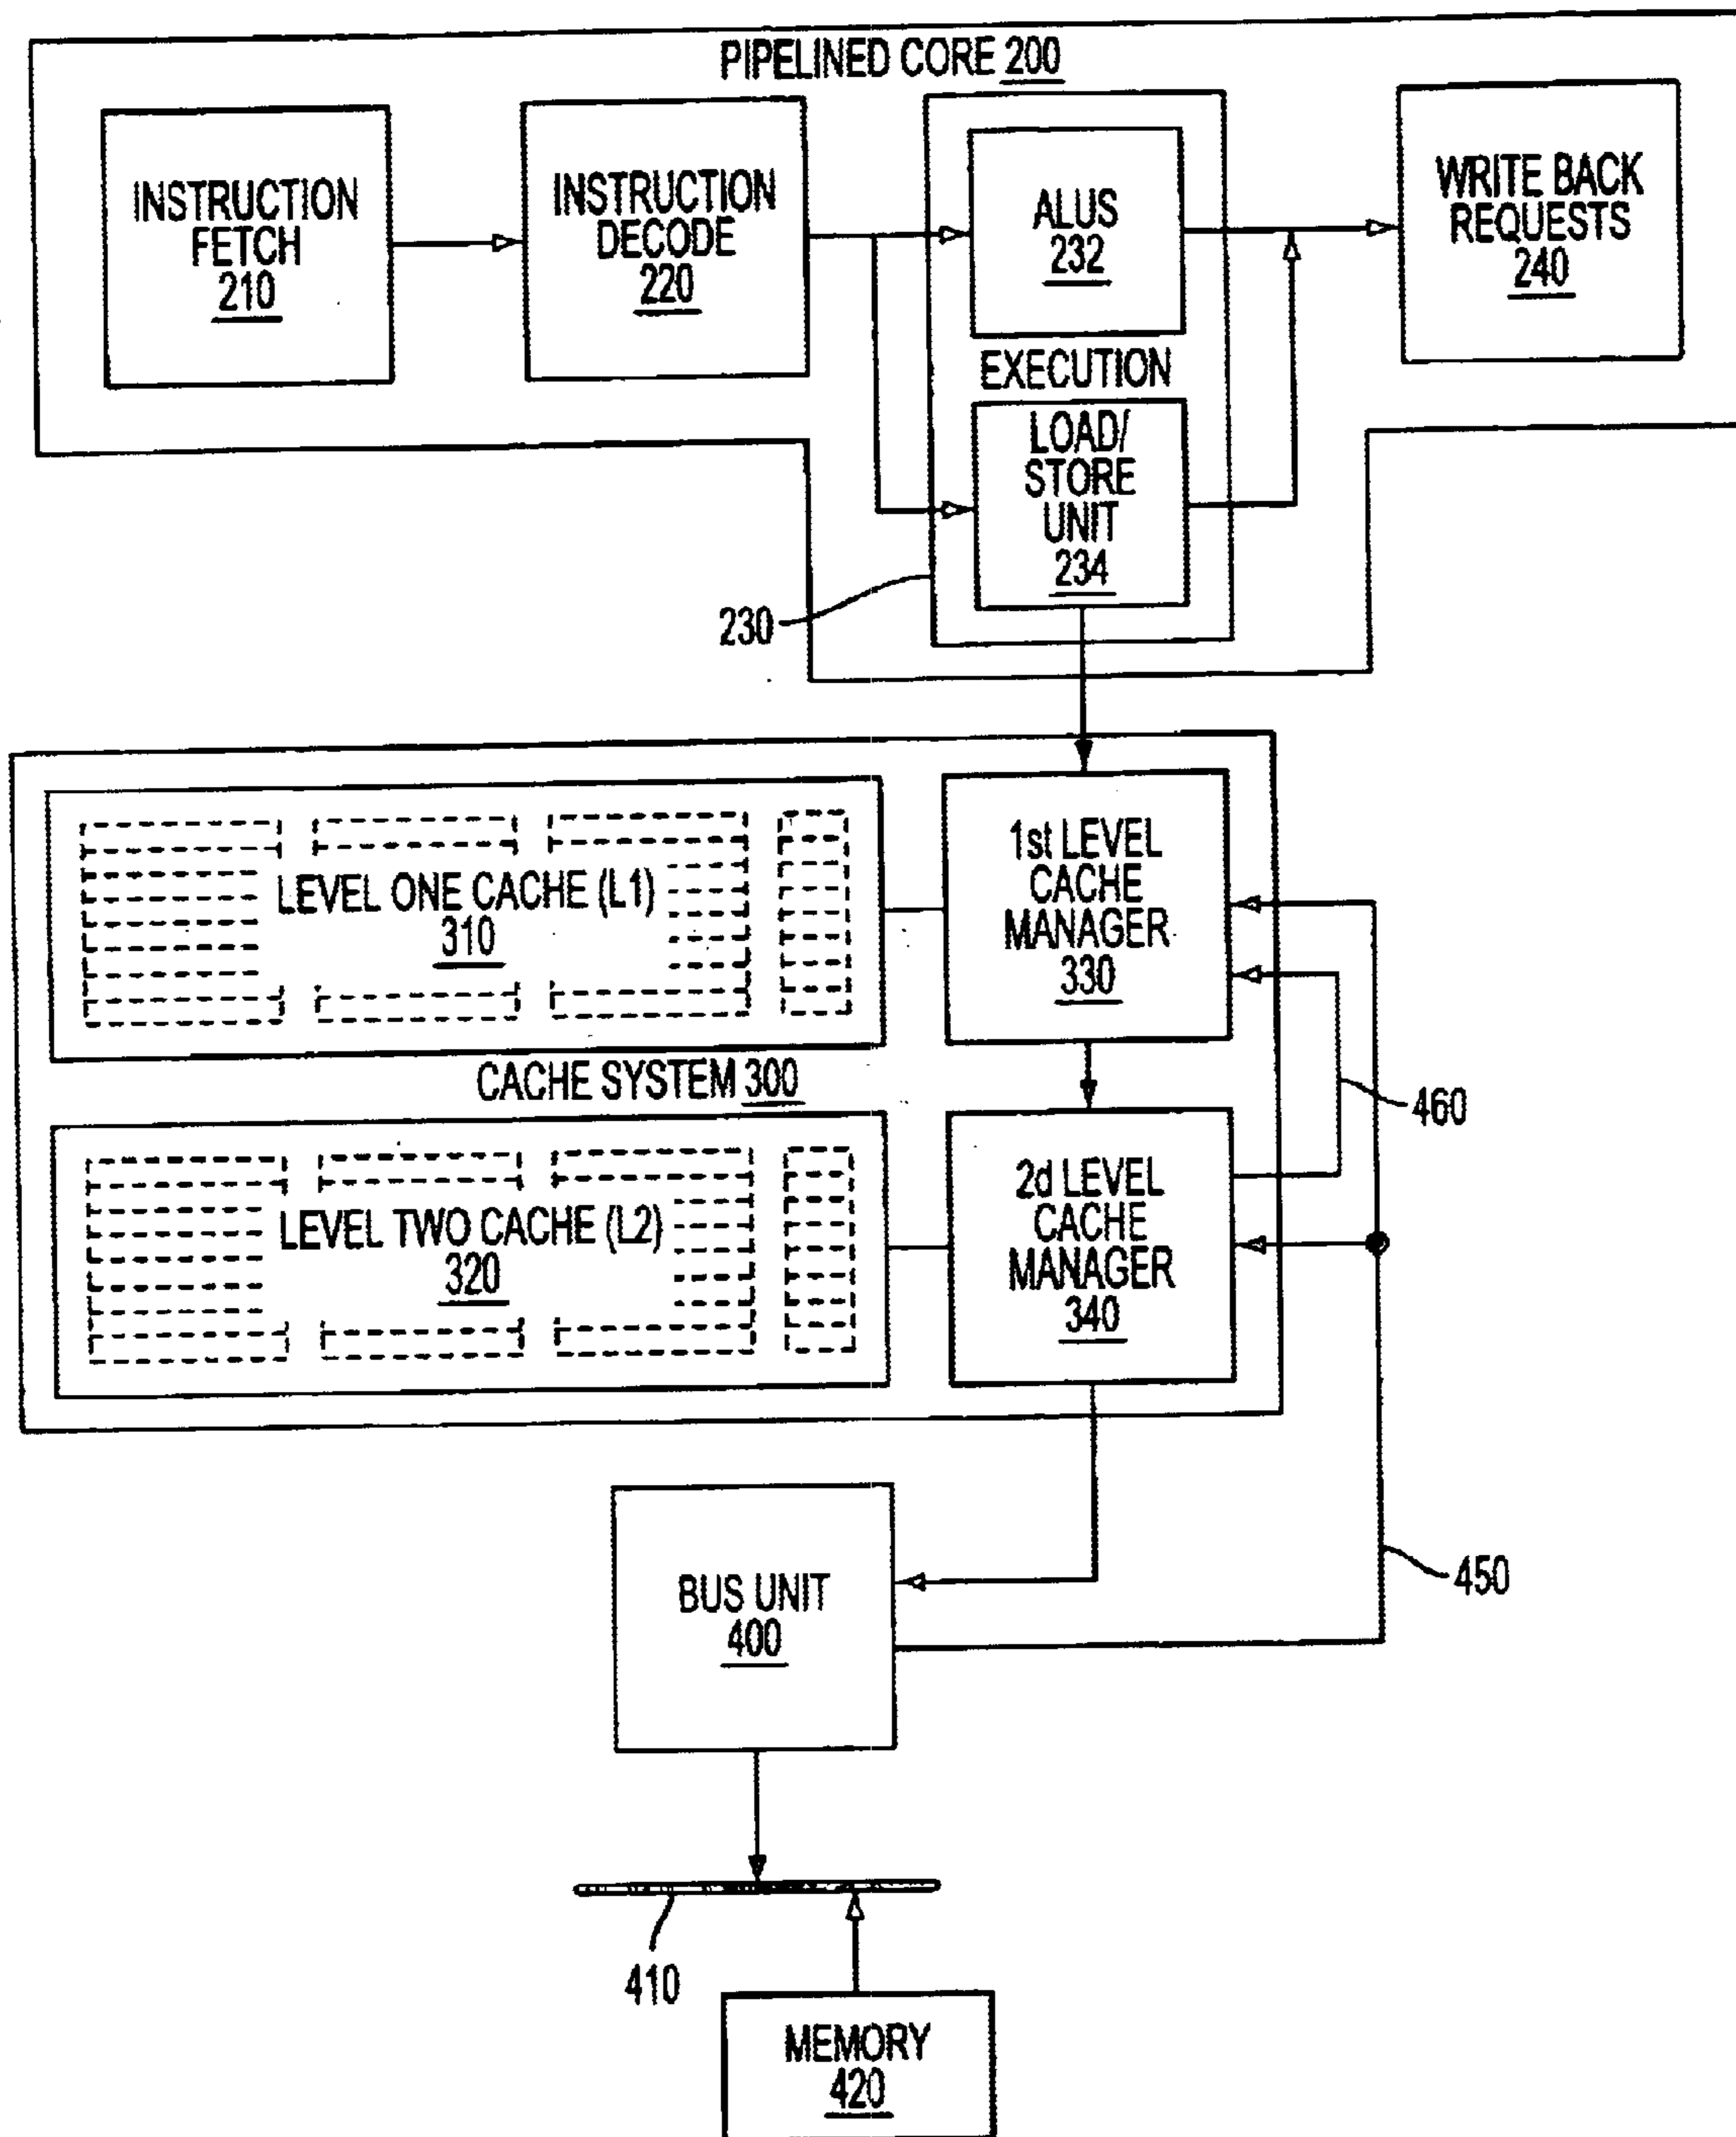 PIPELINED CORE 200
INSTRUCTION
FETCH
210
INSTRUCTION
DECODE
220
ALUS
232
EXECUTION
LOAD/
STORE
UNIT
234
WRITE BACK
REQUESTS
240
230
LEVEL ONE CACHE (L1)
310
1st LEVEL
CACHE
MANAGER
330
CACHE SYSTEM 300
460
LEVEL TWO CACHE (L2)
320
2d LEVEL
CACHE
MANAGER
340
BUS UNIT
400
450
410
MEMORY
420